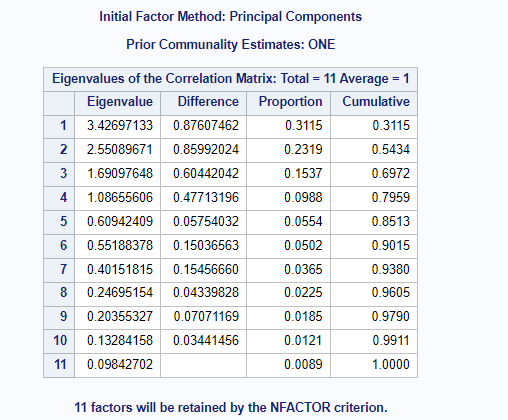 Initial Factor Method: Principal Components
Prior Communality Estimates: ONE
Eigenvalues of the Correlation Matrix: Total = 11 Average = 1
Eigenvalue Difference Proportion Cumulative
1 3.42697133 0.87607462 0.3115 0.3115
2 2.55089671 0.85992024 0.2319 0.5434
3 1.69097648 0.60442042 0.1537 0.6972
4 1.08655606 0.47713196 0.0988 0.7959
5 0.60942409 0.05754032 0.0554 0.8513
6 0.55188378 0.15036563 0.0502 0.9015
7 0.40151815 0.15456660 0.0365 0.9380
8 0.24695154 0.04339828 0.0225 0.9605
9 0.20355327 0.07071169 0.0185 0.9790
10 0.13284158 0.03441456 0.0121 0.9911
11 0.09842702 0.0089 1.0000
11 factors will be retained by the NFACTOR criterion.